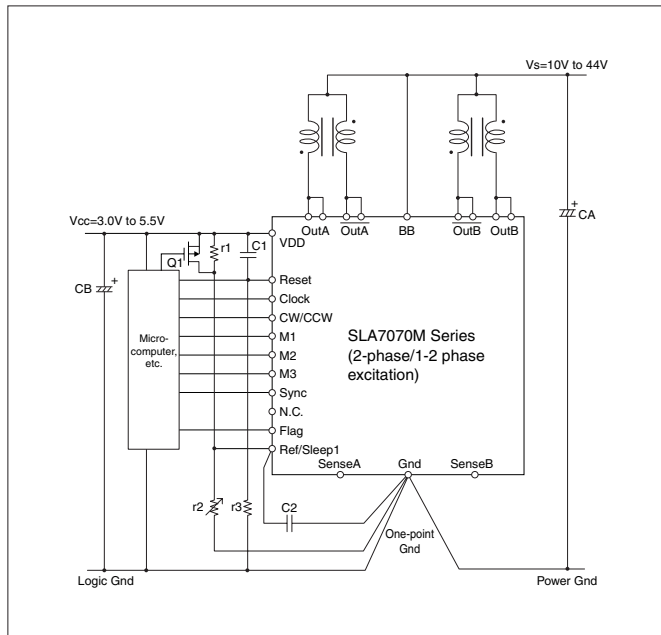 Vs=10V to 44V
Vcc=3.0V to 5.5V
r1
C1
Q1
CA
CB
OutA
OutA
BB
OutB
OutB
VDD
Reset
Clock
CW/CCW
M1
M2
M3
Sync
N.C.
Flag
Ref/Sleep1
Micro-
computer,
etc.
SLA7070M Series
(2-phase/1-2 phase
excitation)
SenseA
Gnd
SenseB
r2
r3
C2
One-point
Gnd
Logic Gnd
Power Gnd